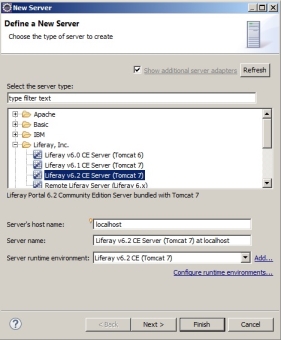 New Server
Define a New Server
Choose the type of server to create
Show additional server adapters Refresh
Select the server type:
type filter text
Apache
Basic
IBM
Liferay, Inc.
Liferay v6.0 CE Server (Tomcat 6)
Liferay v6.1 CE Server (Tomcat 7)
Liferay v6.2 CE Server (Tomcat 7)
Remote Liferay Server (Liferay 6.x)
Liferay Portal 6.2 Community Edition Server bundled with Tomcat 7
Server's host name: localhost
Server name: Liferay v6.2 CE Server (Tomcat 7) at localhost
Server runtime environment: Liferay v6.2 CE (Tomcat 7) Add...
Configure runtime environments...
? < Back Next > Finish Cancel